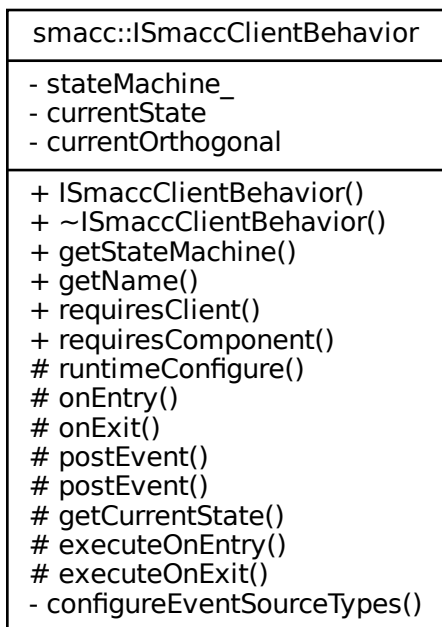 smacc::ISmaccClientBehavior
- stateMachine_
- currentState
- currentOrthogonal
+ ISmaccClientBehavior()
+ ~ISmaccClientBehavior()
+ getStateMachine()
+ getName()
+ requiresClient()
+ requiresComponent()
# runtimeConfigure()
# onEntry()
# onExit()
# postEvent()
# postEvent()
# getCurrentState()
# executeOnEntry()
# executeOnExit()
- configureEventSourceTypes()